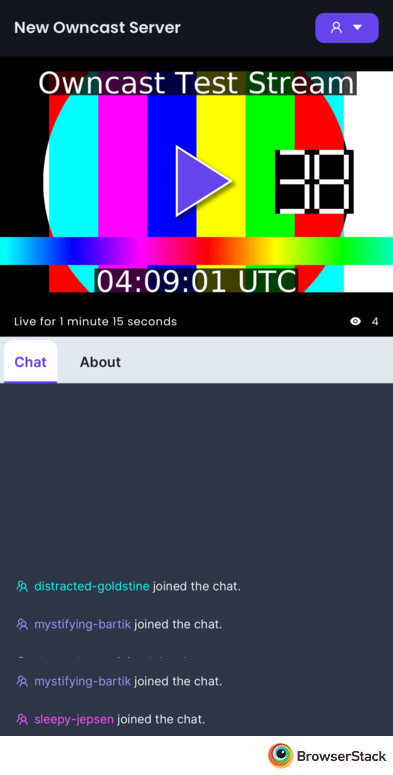 New Owncast Server
Owncast Test Stream
38
04:09:01 UTC
Live for 1 minute 15 seconds
4
Chat
About
distracted-goldstine joined the chat.
mystifying-bartik joined the chat.
mystifying-bartik joined the chat.
sleepy-jepsen joined the chat.
BrowserStack